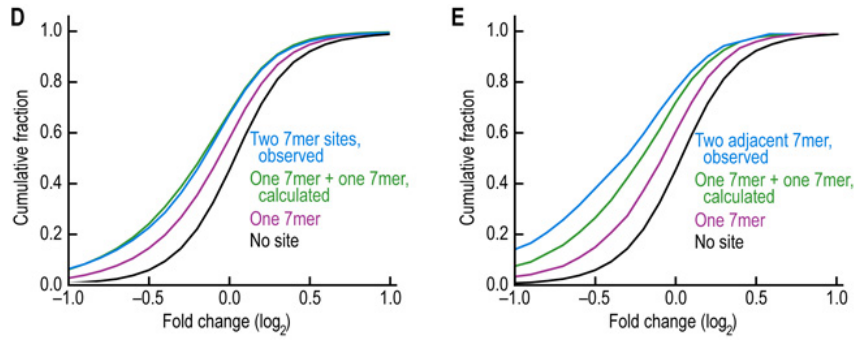 D
Cumulative fraction
1.0
0.8
0.6
0.4
0.2
0.0
Two 7mer sites,
observed
One 7mer + one 7mer,
calculated
One 7mer
No site
−1.0
−0.5
0.0
0.5
1.0
Fold change (log2)
E
Cumulative fraction
1.0
0.8
0.6
0.4
0.2
0.0
Two adjacent 7mer,
observed
One 7mer + one 7mer,
calculated
One 7mer
No site
−1.0
−0.5
0.0
0.5
1.0
Fold change (log2)